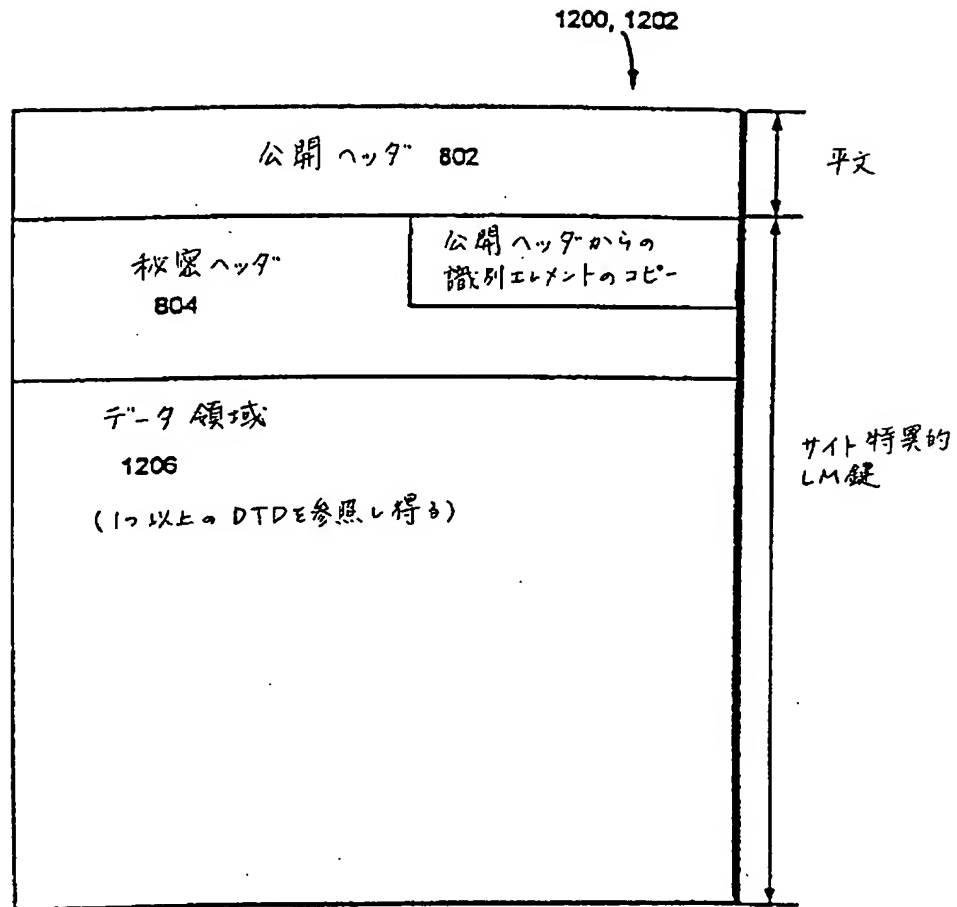 1200, 1202
公開ヘッダ 802
平文
秘密ヘッダ
804
公開ヘッダからの
識別エレメントのコピー
データ領域
1206
(1つ以上のDTDを参照し得る)
サイト特異的
LM鍵